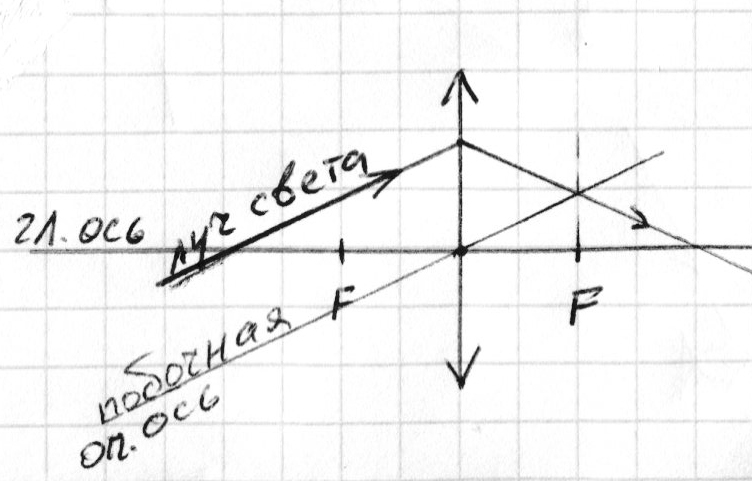 луч света
гл. ось
F
F
побочная
оп. ось